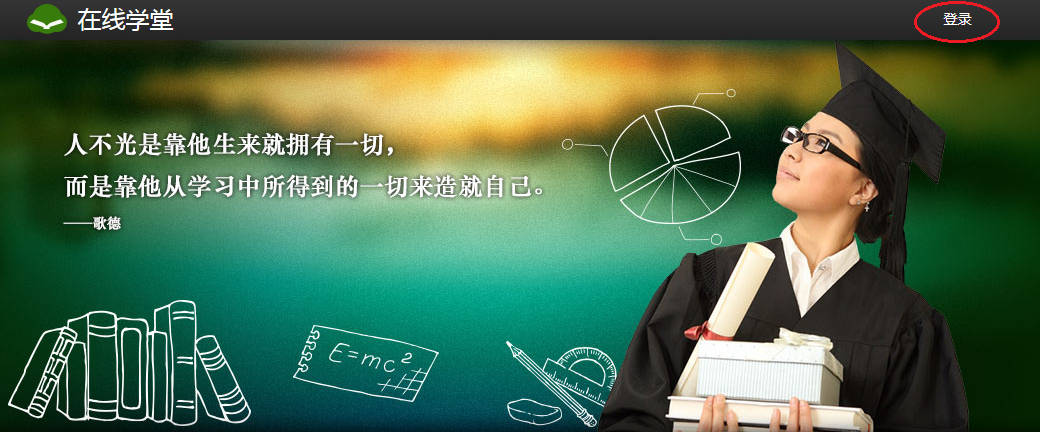 在线学堂
登录
人不光是靠他生来就拥有一切，
而是靠他从学习中所得到的一切来造就自己。
——歌德
E=mc²